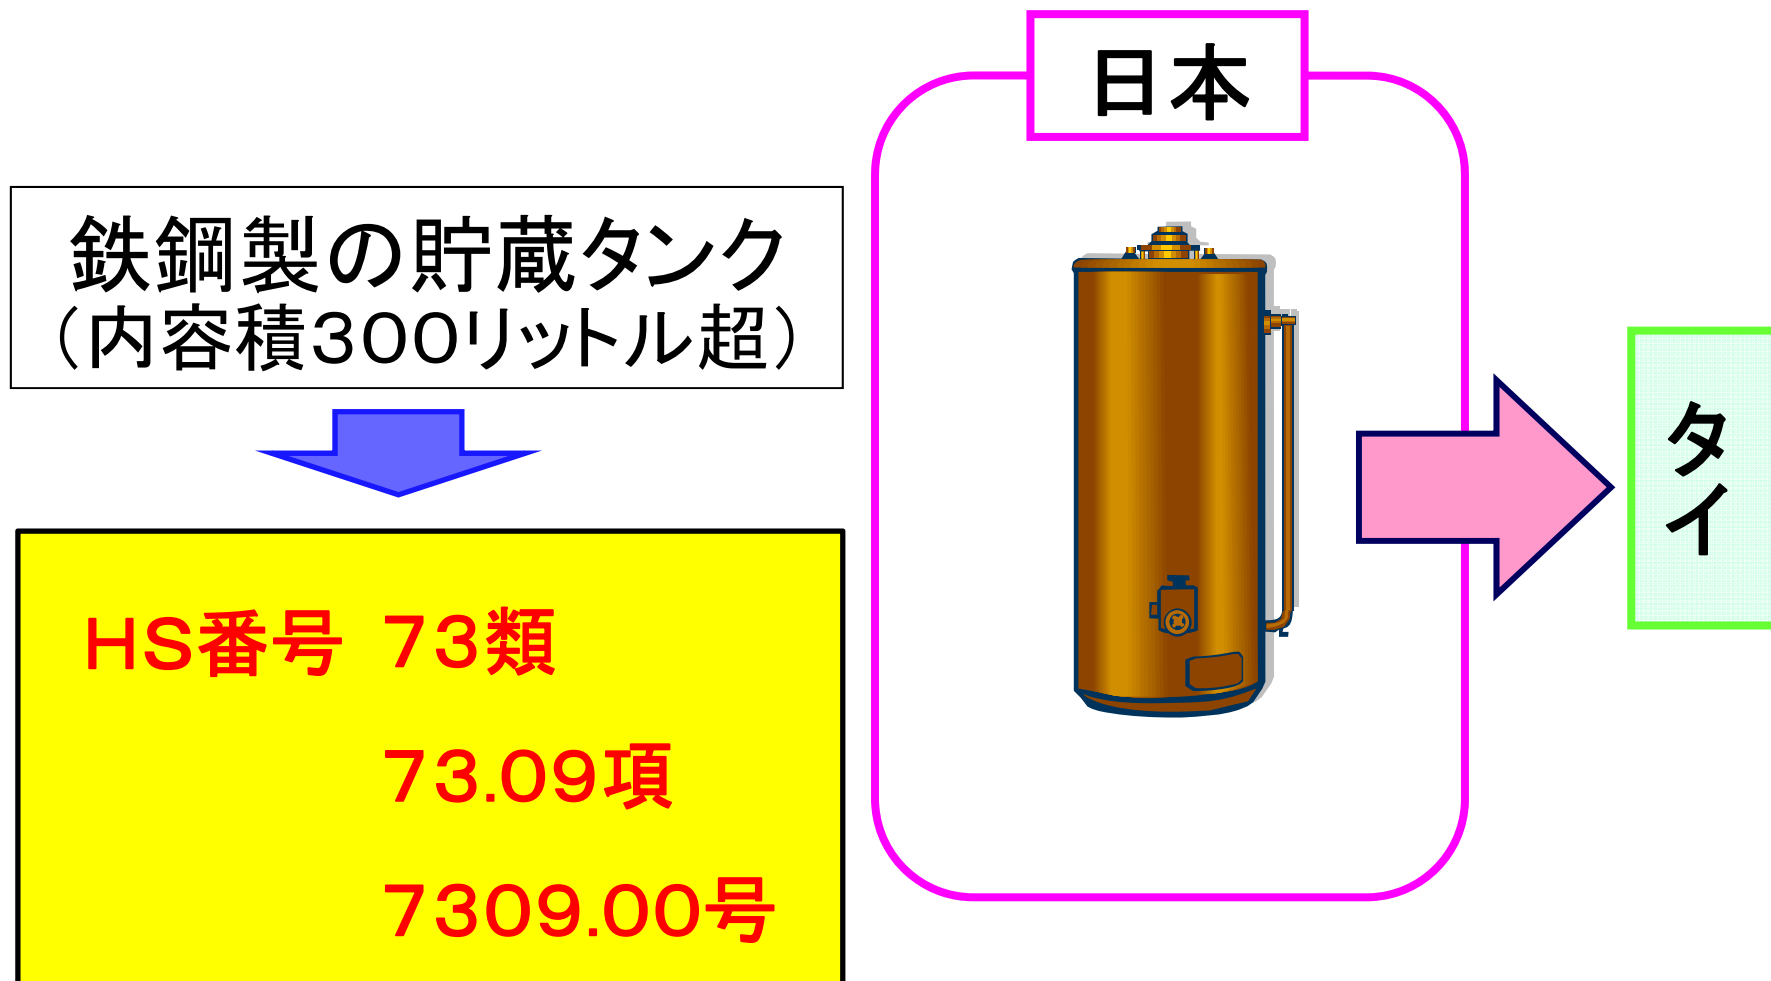 日本
鉄鋼製の貯蔵タンク
（内容積３００リットル超）
タイ
ＨＳ番号 ７３類
７３.０９項
７３０９.００号